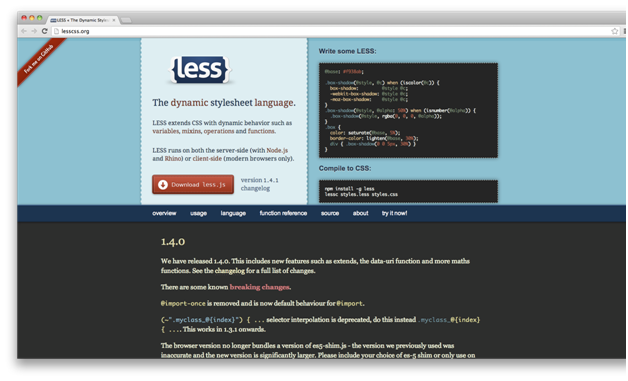 LESS « The Dynamic Styles
lesscss.org
Fork me on GitHub
{less}
The dynamic stylesheet language.
LESS extends CSS with dynamic behavior such as
variables, mixins, operations and functions.
LESS runs on both the server-side (with Node.js
and Rhino) or client-side (modern browsers only).
Download less.js
version 1.4.1
changelog
Write some LESS:
@base: #f938ab;
.box-shadow(@style, @c) when (iscolor(@c)) {
box-shadow: @style @c;
-webkit-box-shadow: @style @c;
-moz-box-shadow: @style @c;
}
.box-shadow(@style, @alpha: 50%) when (isnumber(@alpha)) {
.box-shadow(@style, rgba(0, 0, 0, @alpha));
}
.box {
color: saturate(@base, 5%);
border-color: lighten(@base, 30%);
div { .box-shadow(0 0 5px, 30%) }
}
Compile to CSS:
npm install -g less
lessc styles.less styles.css
overview usage language function reference source about try it now!
1.4.0
We have released 1.4.0. This includes new features such as extends, the data-uri function and more maths
functions. See the changelog for a full list of changes.
There are some known breaking changes.
@import-once is removed and is now default behaviour for @import.
(~".myclass_@{index}") { ... selector interpolation is deprecated, do this instead .myclass_@{index}
{ .... This works in 1.3.1 onwards.
The browser version no longer bundles a version of es5-shim.js - the version we previously used was
inaccurate and the new version is significantly larger. Please include your choice of es-5 shim or only use on